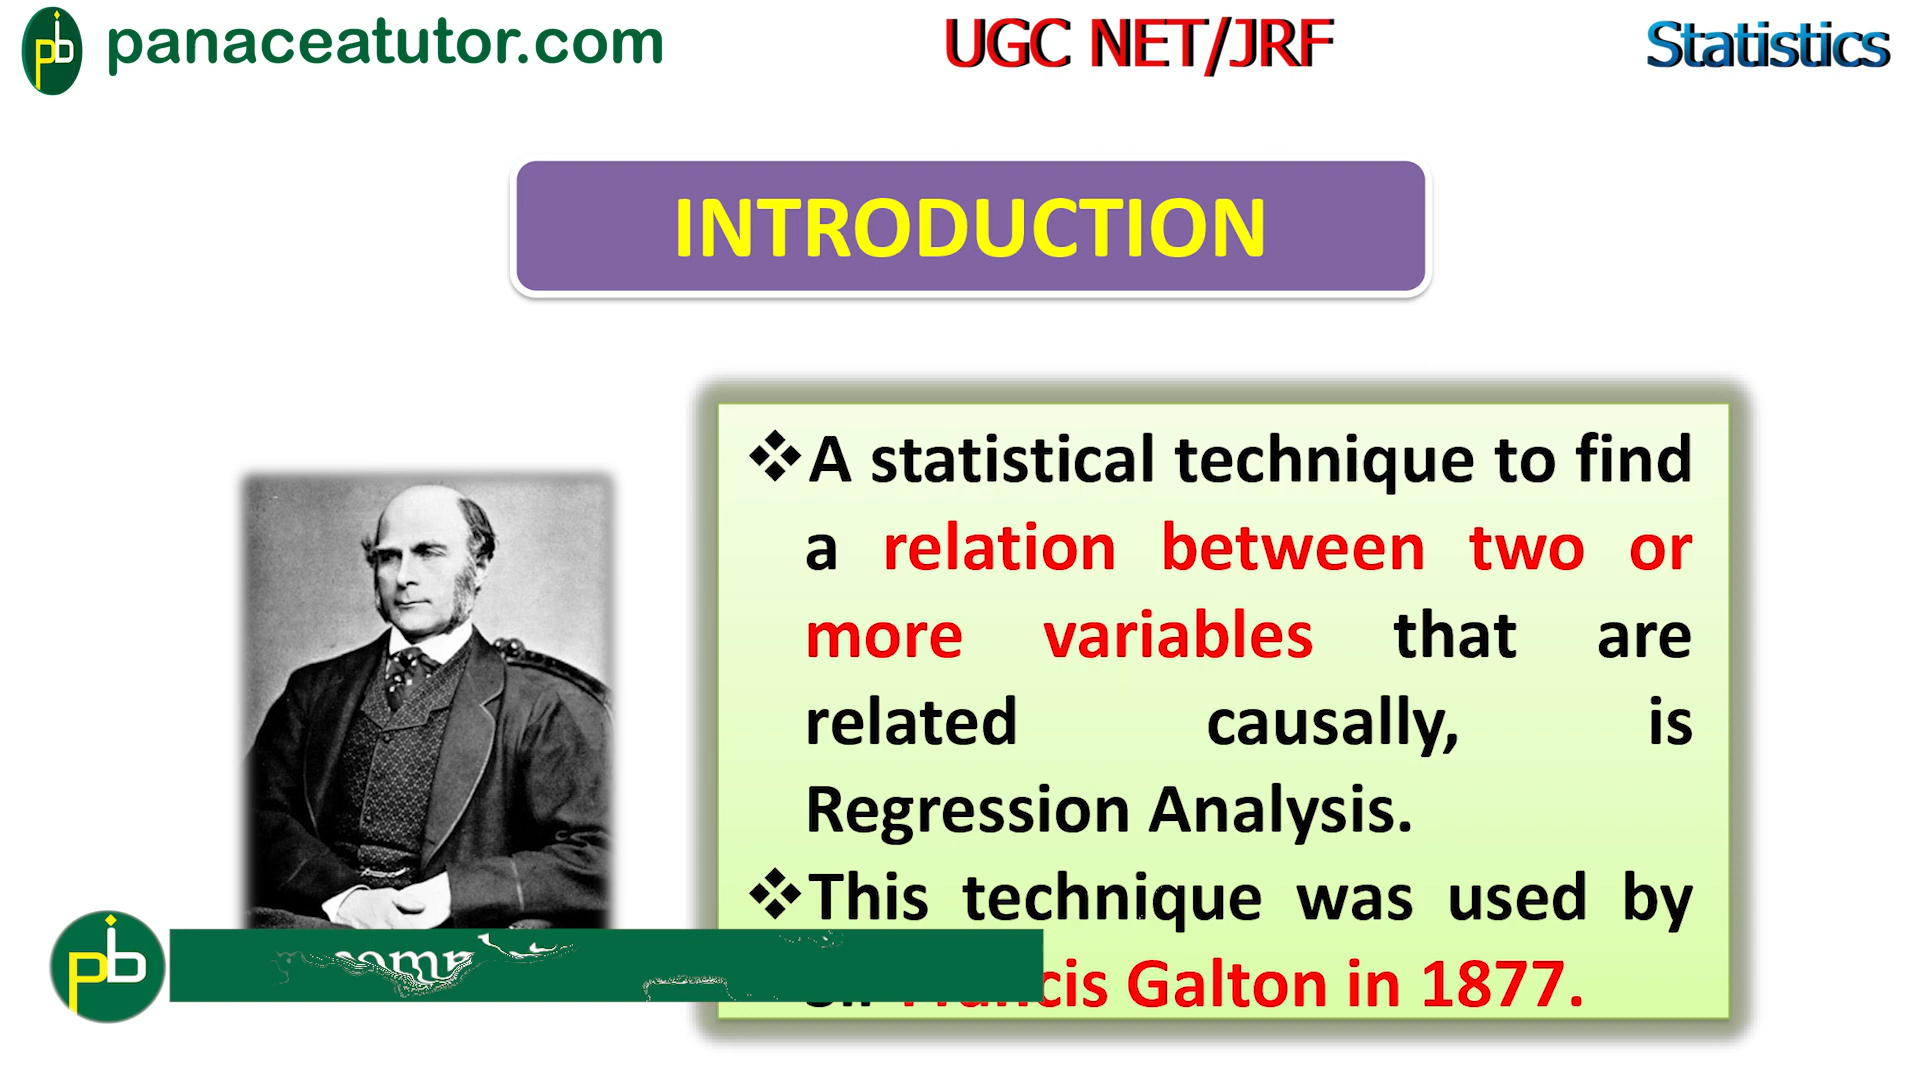 panaceatutor.com
UGC NET/JRF
Statistics
INTRODUCTION
❖A statistical technique to find
a relation between two or
more variables that are
related causally, is
Regression Analysis.
❖This technique was used by
cis Galton in 1877.
pb